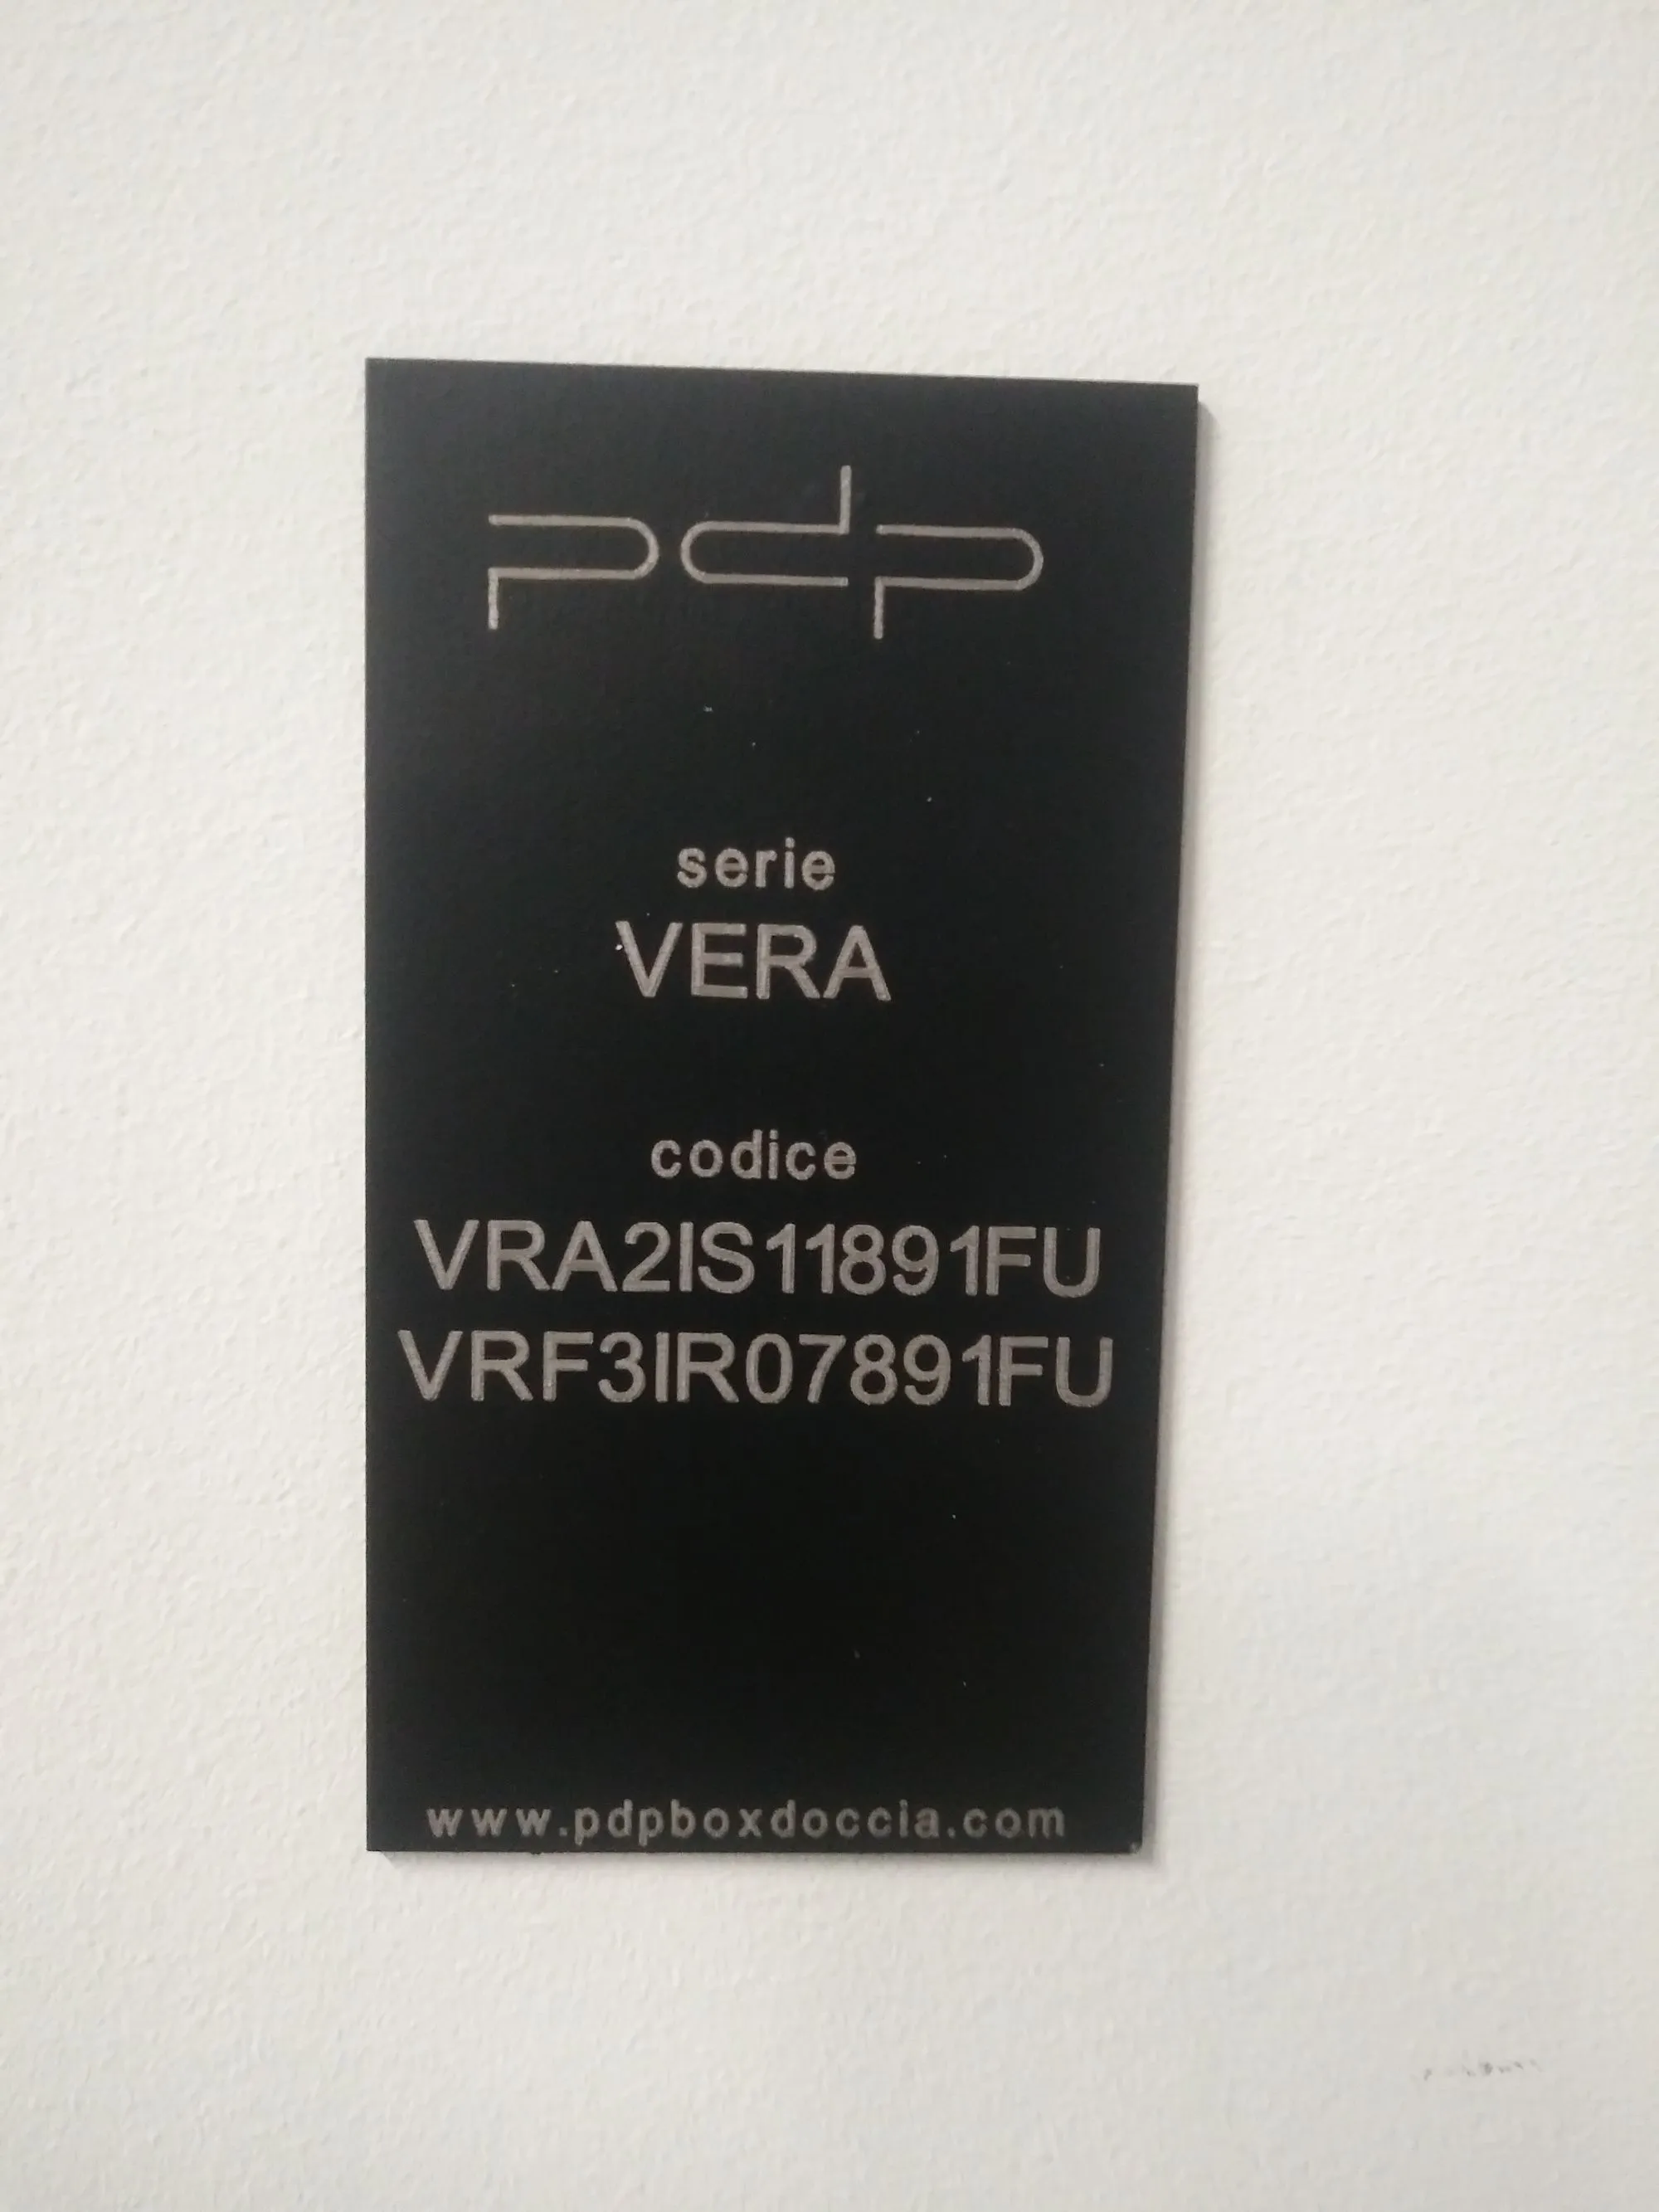 pdp
serie
VERA
codice
VRA2IS11891FU
VRF3IR07891FU
www.pdpboxdoccia.com